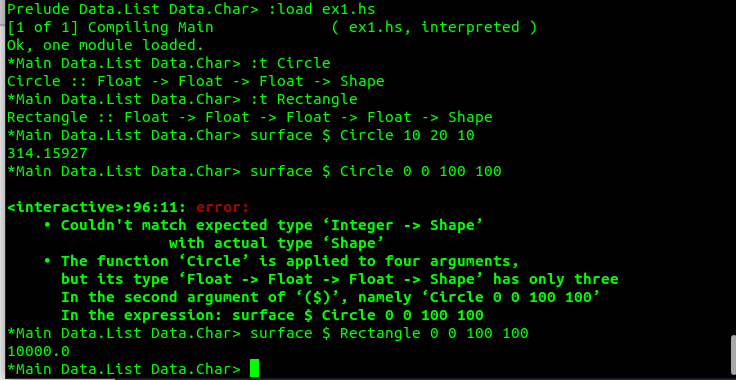 Prelude Data.List Data.Char> :load ex1.hs
[1 of 1] Compiling Main             ( ex1.hs, interpreted )
Ok, one module loaded.
*Main Data.List Data.Char> :t Circle
Circle :: Float -> Float -> Float -> Shape
*Main Data.List Data.Char> :t Rectangle
Rectangle :: Float -> Float -> Float -> Float -> Shape
*Main Data.List Data.Char> surface $ Circle 10 20 10
314.15927
*Main Data.List Data.Char> surface $ Circle 0 0 100 100
<interactive>:96:11: error:
    • Couldn't match expected type ‘Integer -> Shape’
                  with actual type ‘Shape’
    • The function ‘Circle’ is applied to four arguments,
      but its type ‘Float -> Float -> Float -> Shape’ has only three
      In the second argument of ‘($)’, namely ‘Circle 0 0 100 100’
      In the expression: surface $ Circle 0 0 100 100
*Main Data.List Data.Char> surface $ Rectangle 0 0 100 100
10000.0
*Main Data.List Data.Char>